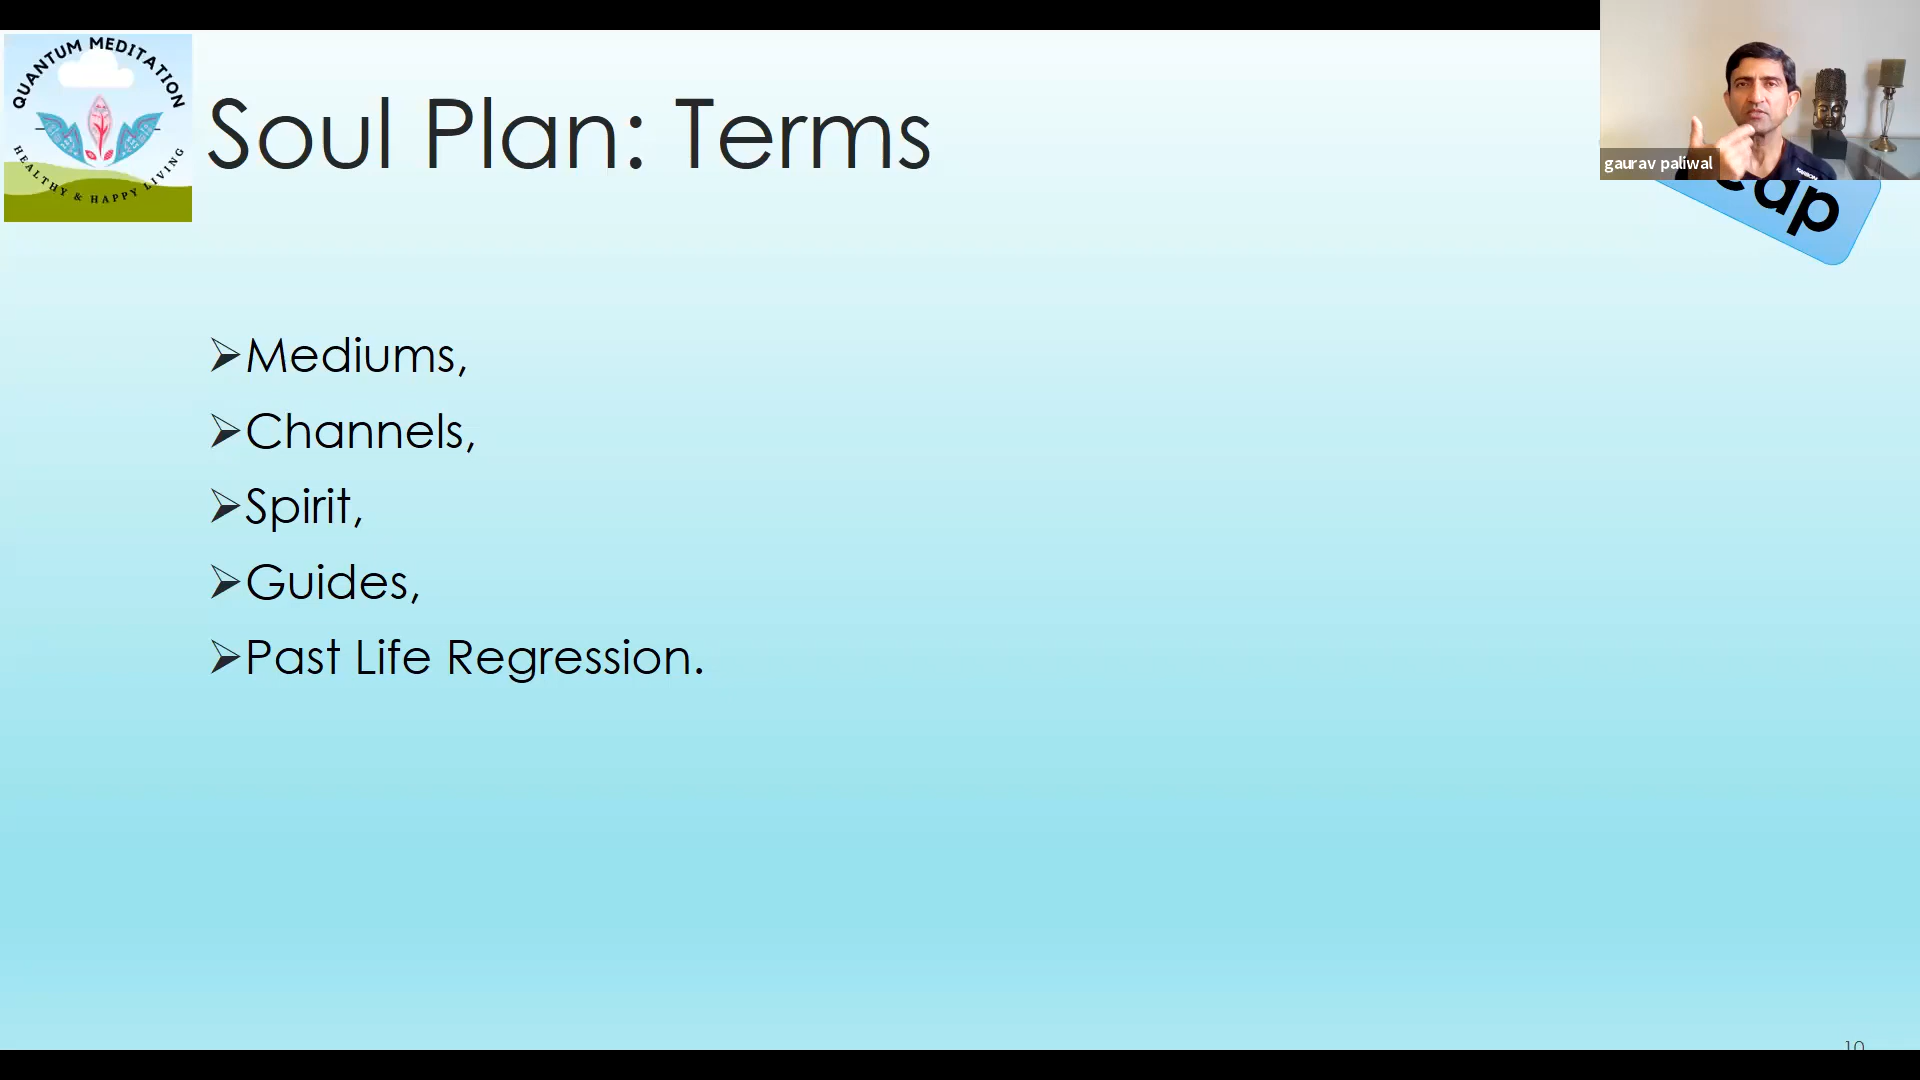 QUANTUM MEDITATION
HEALTHY & HAPPY LIVING
Soul Plan: Terms
gaurav paliwal
➢Mediums,
➢Channels,
➢Spirit,
➢Guides,
➢Past Life Regression.
10